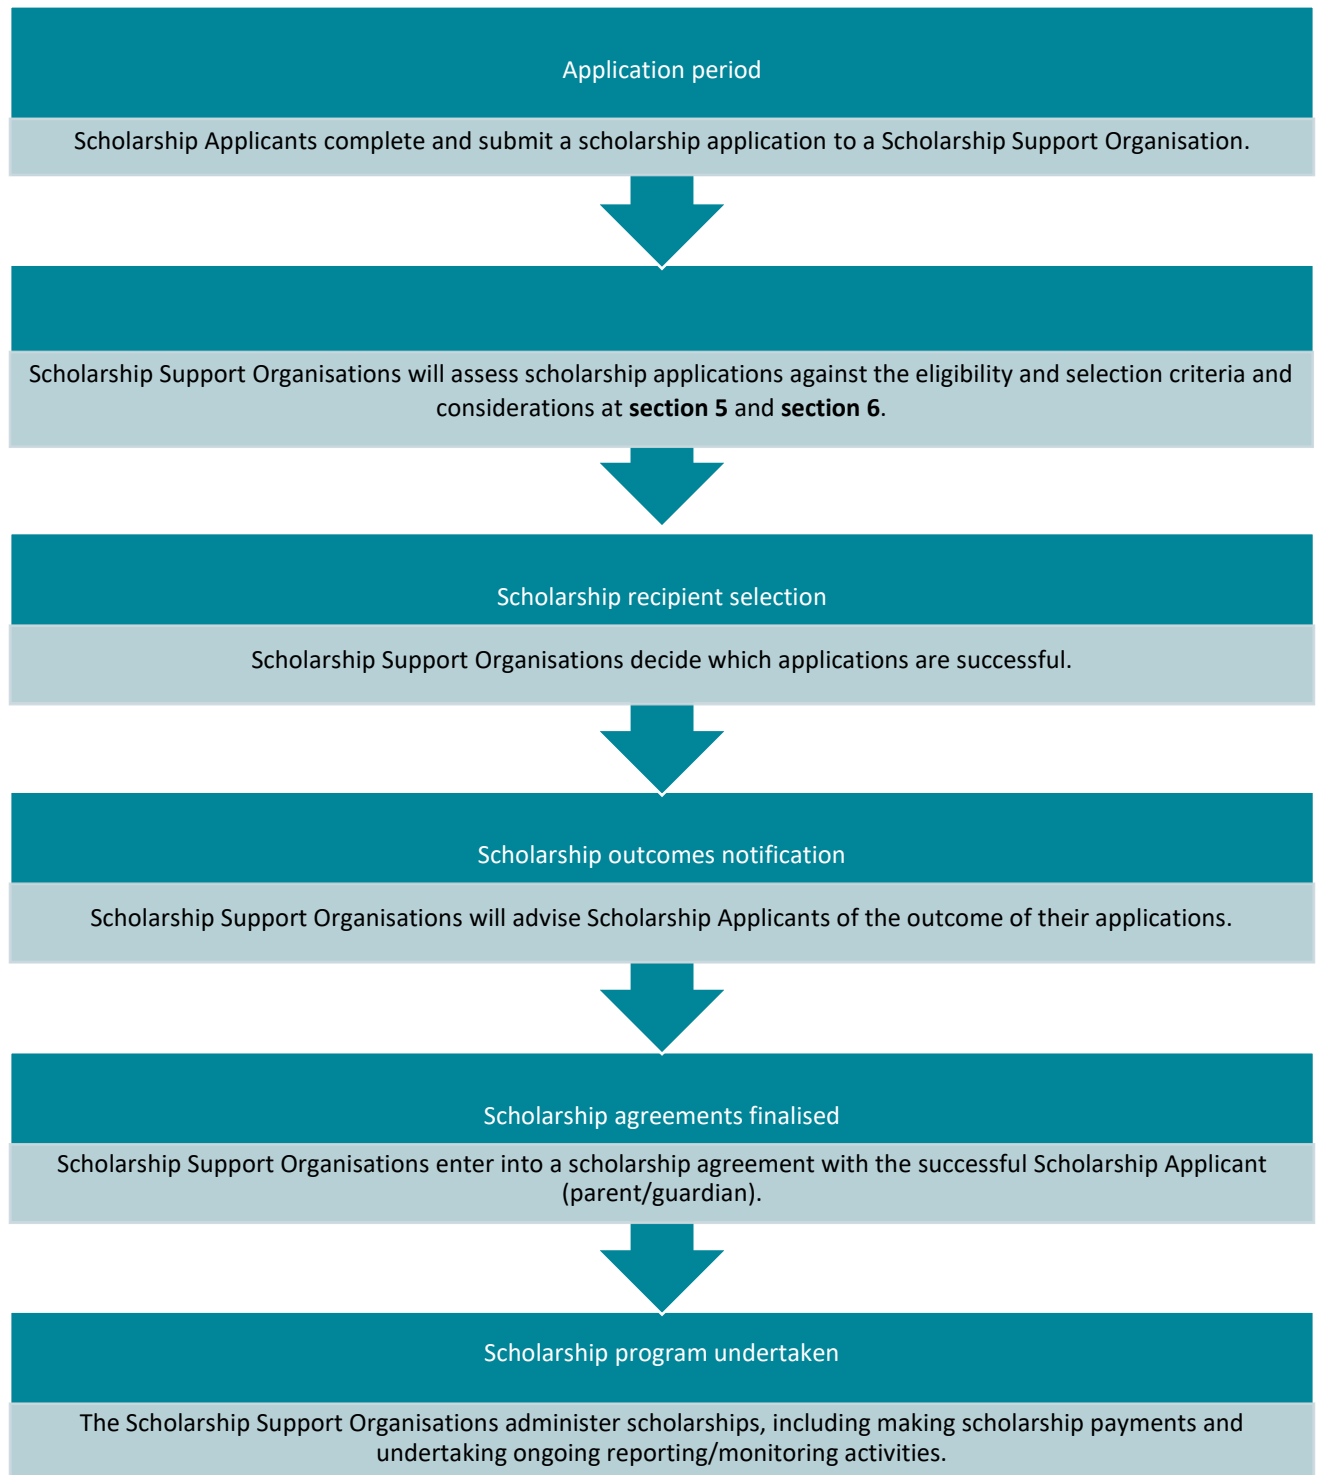 Application period
Scholarship Applicants complete and submit a scholarship application to a Scholarship Support Organisation.
Scholarship Support Organisations will assess scholarship applications against the eligibility and selection criteria and
considerations at section 5 and section 6.
Scholarship recipient selection
Scholarship Support Organisations decide which applications are successful.
Scholarship outcomes notification
Scholarship Support Organisations will advise Scholarship Applicants of the outcome of their applications.
Scholarship agreements finalised
Scholarship Support Organisations enter into a scholarship agreement with the successful Scholarship Applicant
(parent/guardian).
Scholarship program undertaken
The Scholarship Support Organisations administer scholarships, including making scholarship payments and
undertaking ongoing reporting/monitoring activities.